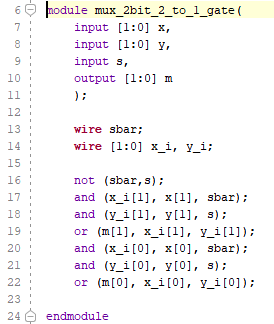 6 module mux_2bit_2_to_1_gate(
7 input [1:0] x,
8 input [1:0] y,
9 input s,
10 output [1:0] m
11 );
12
13 wire sbar;
14 wire [1:0] x_i, y_i;
15
16 not (sbar,s);
17 and (x_i[1], x[1], sbar);
18 and (y_i[1], y[1], s);
19 or (m[1], x_i[1], y_i[1]);
20 and (x_i[0], x[0], sbar);
21 and (y_i[0], y[0], s);
22 or (m[0], x_i[0], y_i[0]);
23
24 endmodule